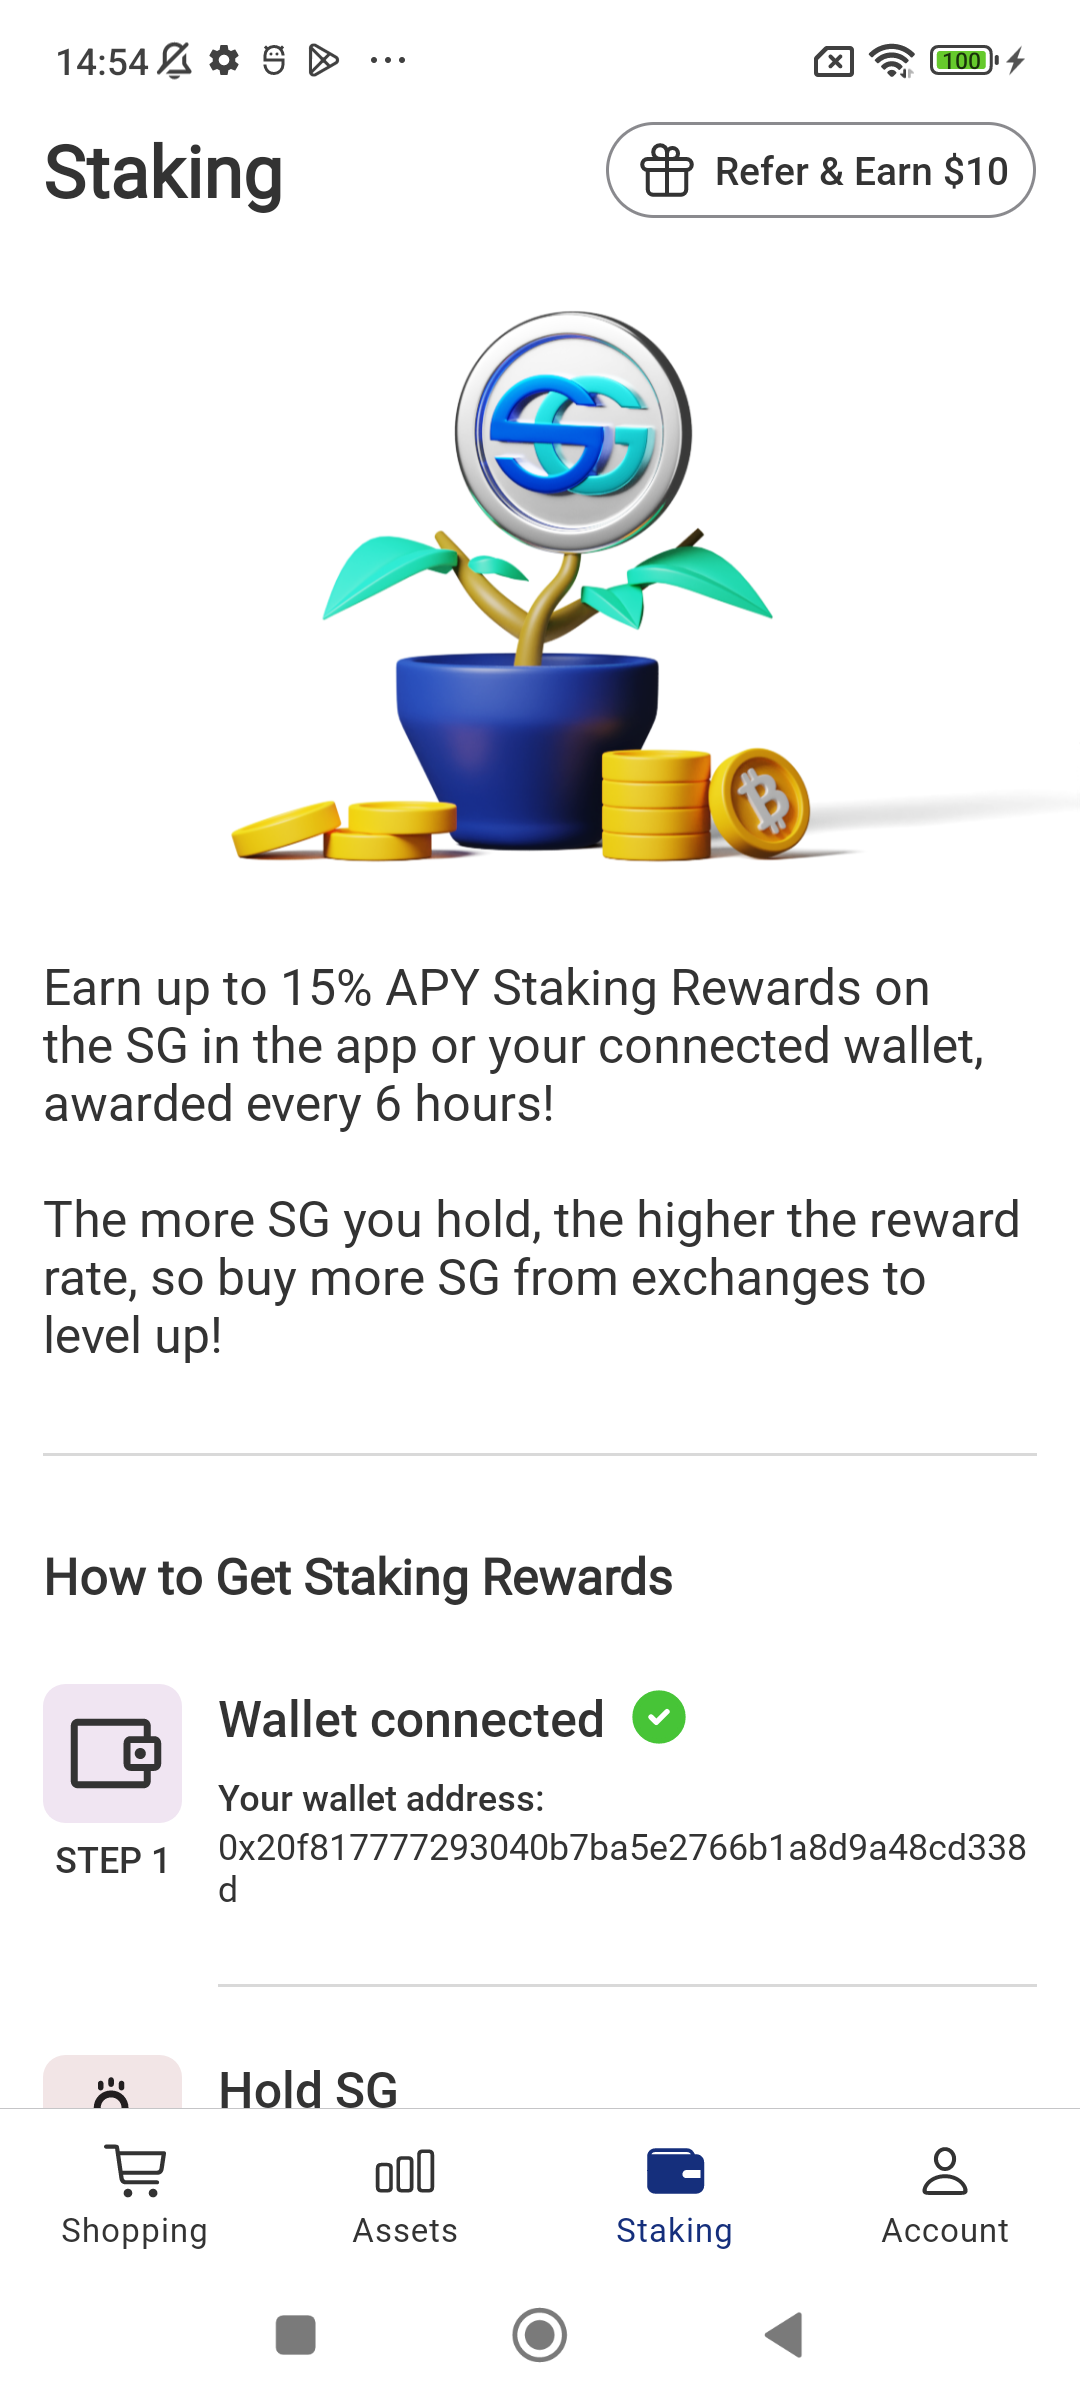 14:54
100
Staking
Refer & Earn $10
SG
Earn up to 15% APY Staking Rewards on
the SG in the app or your connected wallet,
awarded every 6 hours!
The more SG you hold, the higher the reward
rate, so buy more SG from exchanges to
level up!
How to Get Staking Rewards
Wallet connected
Your wallet address:
0x20f817777293040b7ba5e2766b1a8d9a48cd338
d
STEP 1
Hold SG
Shopping
Assets
Staking
Account